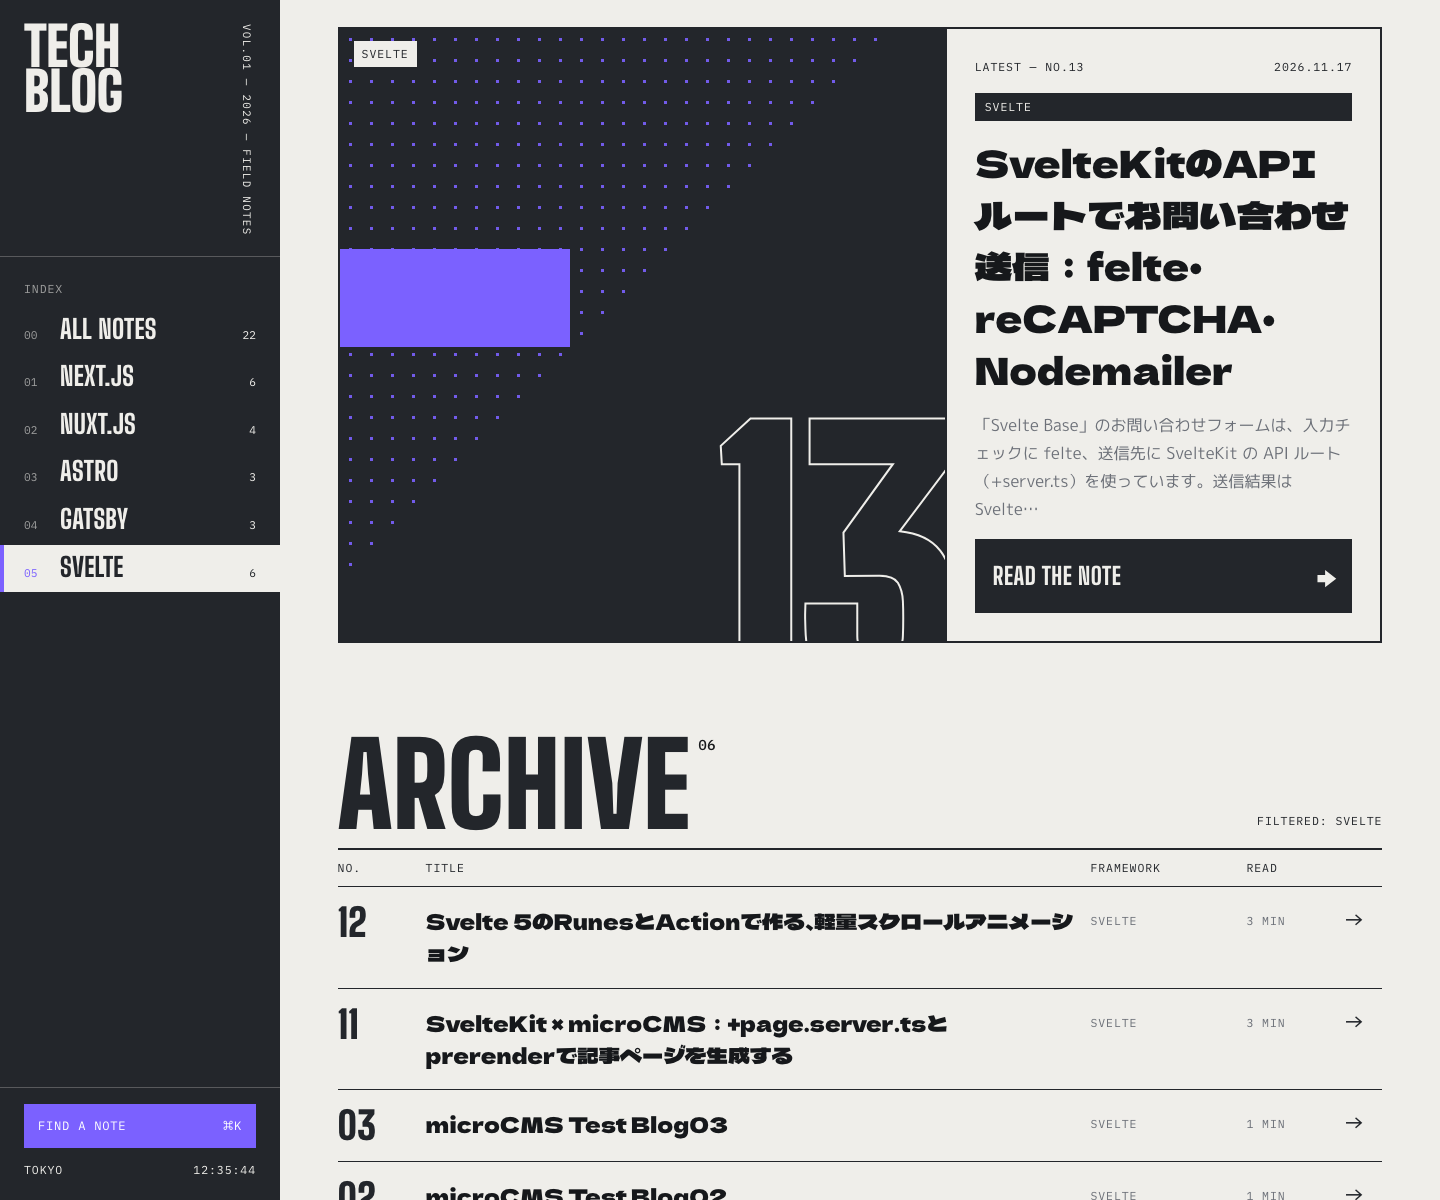 TECH
BLOG
VOL.01 — 2026 — FIELD NOTES
INDEX
00 ALL NOTES 22
01 NEXT.JS 6
02 NUXT.JS 4
03 ASTRO 3
04 GATSBY 3
05 SVELTE 6
FIND A NOTE ⌘K
TOKYO 12:35:44
SVELTE
13
LATEST — NO.13 2026.11.17
SVELTE
SvelteKitのAPI
ルートでお問い合わせ
送信：felte・
reCAPTCHA・
Nodemailer
「Svelte Base」のお問い合わせフォームは、入力チ
ェックに felte、送信先に SvelteKit の API ルート
（+server.ts）を使っています。送信結果は
Svelte…
READ THE NOTE
ARCHIVE 06
FILTERED: SVELTE
NO. TITLE FRAMEWORK READ
12 Svelte 5のRunesとActionで作る、軽量スクロールアニメーシ SVELTE 3 MIN →
ョン
11 SvelteKit × microCMS：+page.server.tsと SVELTE 3 MIN →
prerenderで記事ページを生成する
03 microCMS Test Blog03 SVELTE 1 MIN →
02 microCMS Test Blog02 SVELTE 1 MIN →